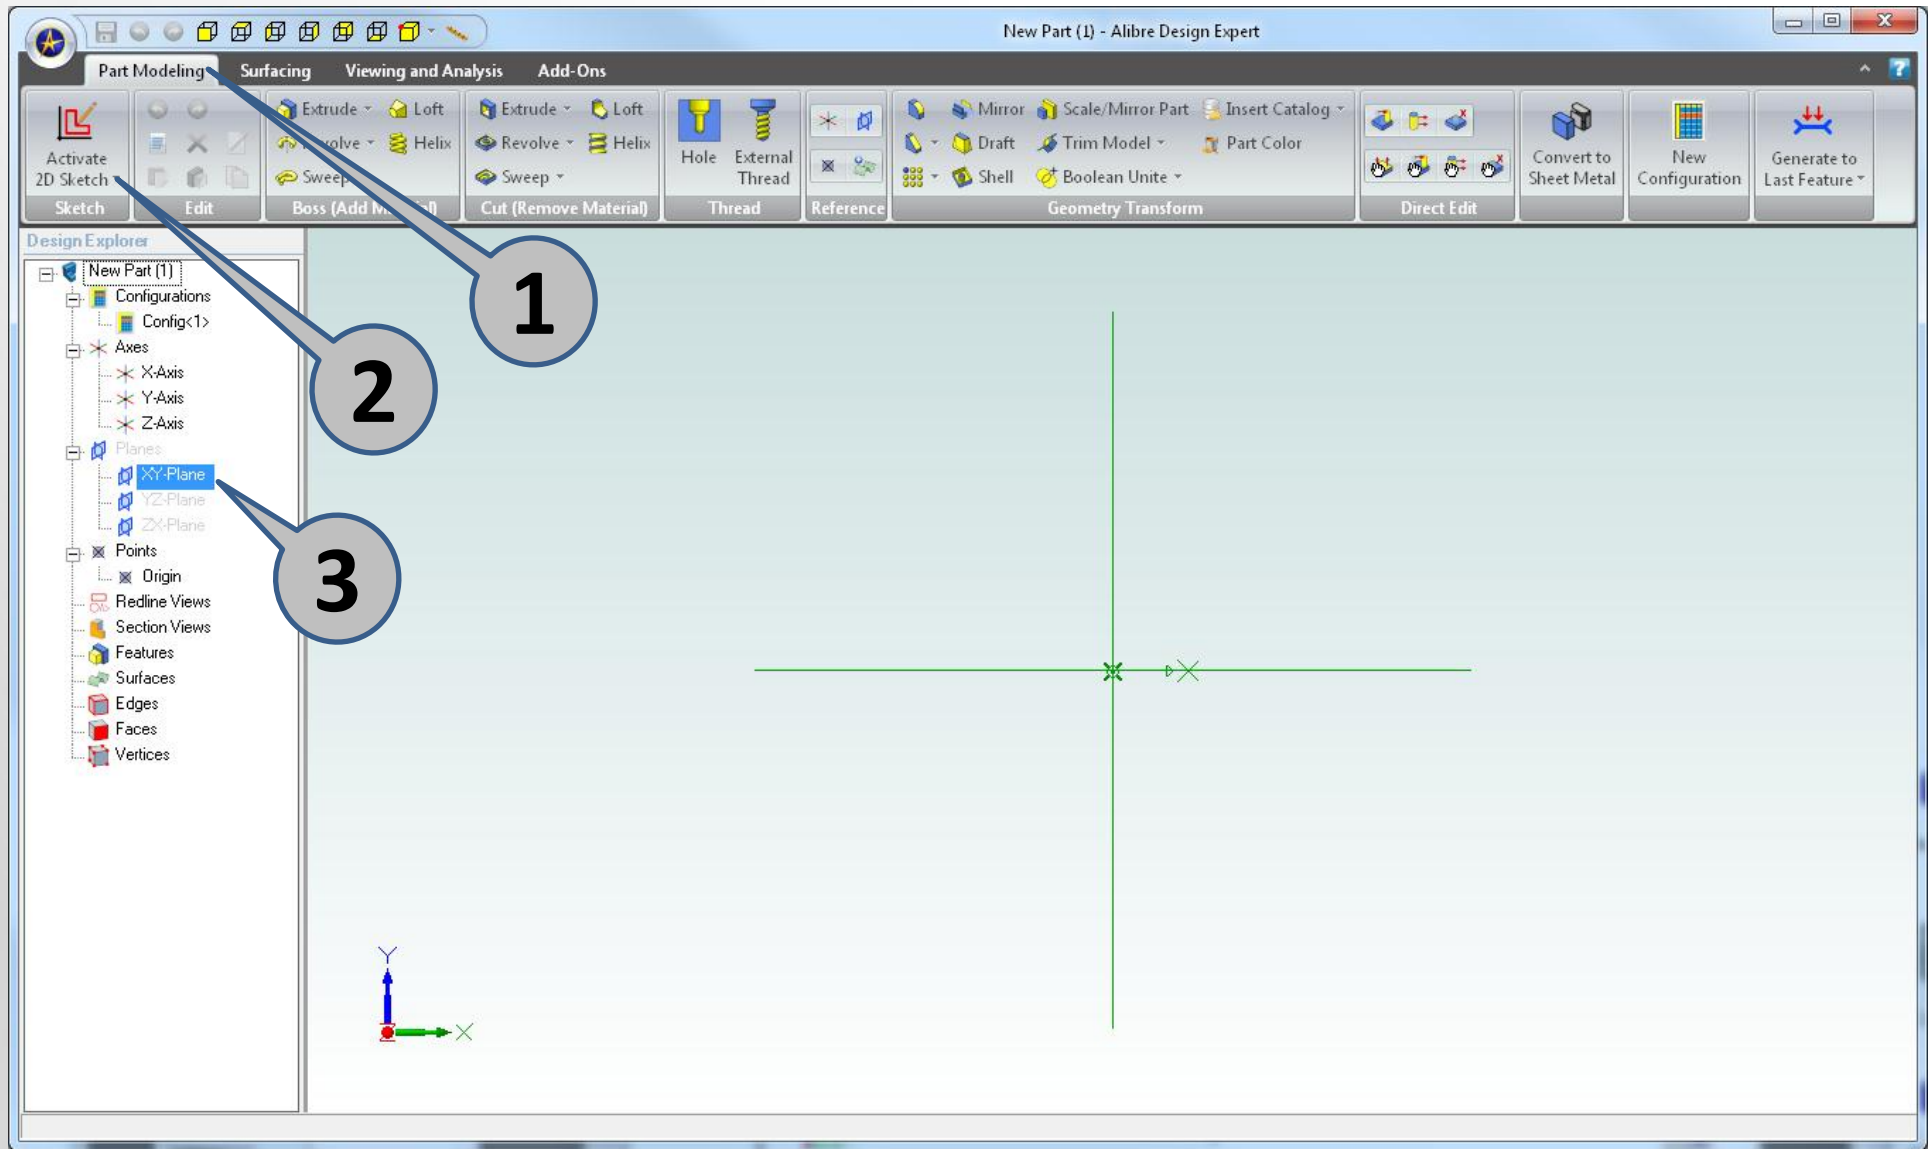 New Part (1) - Alibre Design Expert
Part Modeling Surfacing Viewing and Analysis Add-Ons
Extrude Loft Extrude Loft Mirror Scale/Mirror Part Insert Catalog
Revolve Helix Revolve Helix Draft Trim Model Part Color
Activate
2D Sketch
Sweep Sweep Hole External
Thread
Shell Boolean Unite
Convert to
Sheet Metal
New
Configuration
Generate to
Last Feature
Sketch Edit Boss (Add Material) Cut (Remove Material) Thread Reference Geometry Transform Direct Edit
Design Explorer
New Part (1)
Configurations
Config<1>
Axes
X-Axis
Y-Axis
Z-Axis
Planes
XY-Plane
YZ-Plane
ZX-Plane
Points
Origin
Redline Views
Section Views
Features
Surfaces
Edges
Faces
Vertices
1
2
3
X
Y
X